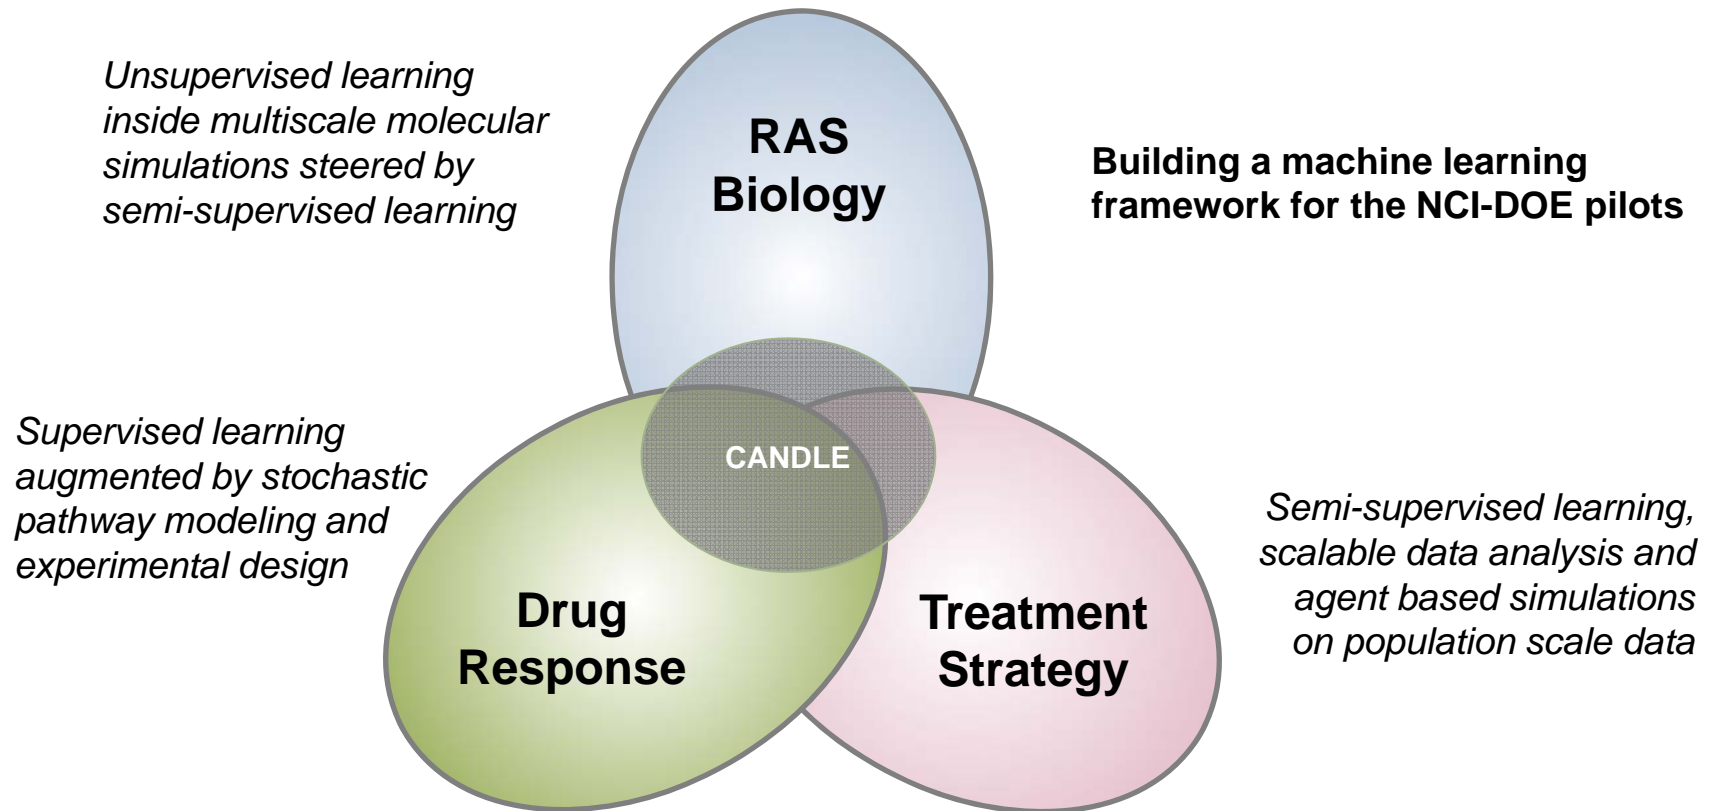 Unsupervised learning
inside multiscale molecular
simulations steered by
semi-supervised learning
RAS
Biology
Building a machine learning
framework for the NCI-DOE pilots
Supervised learning
augmented by stochastic
pathway modeling and
experimental design
CANDLE
Semi-supervised learning,
scalable data analysis and
agent based simulations
on population scale data
Drug
Response
Treatment
Strategy